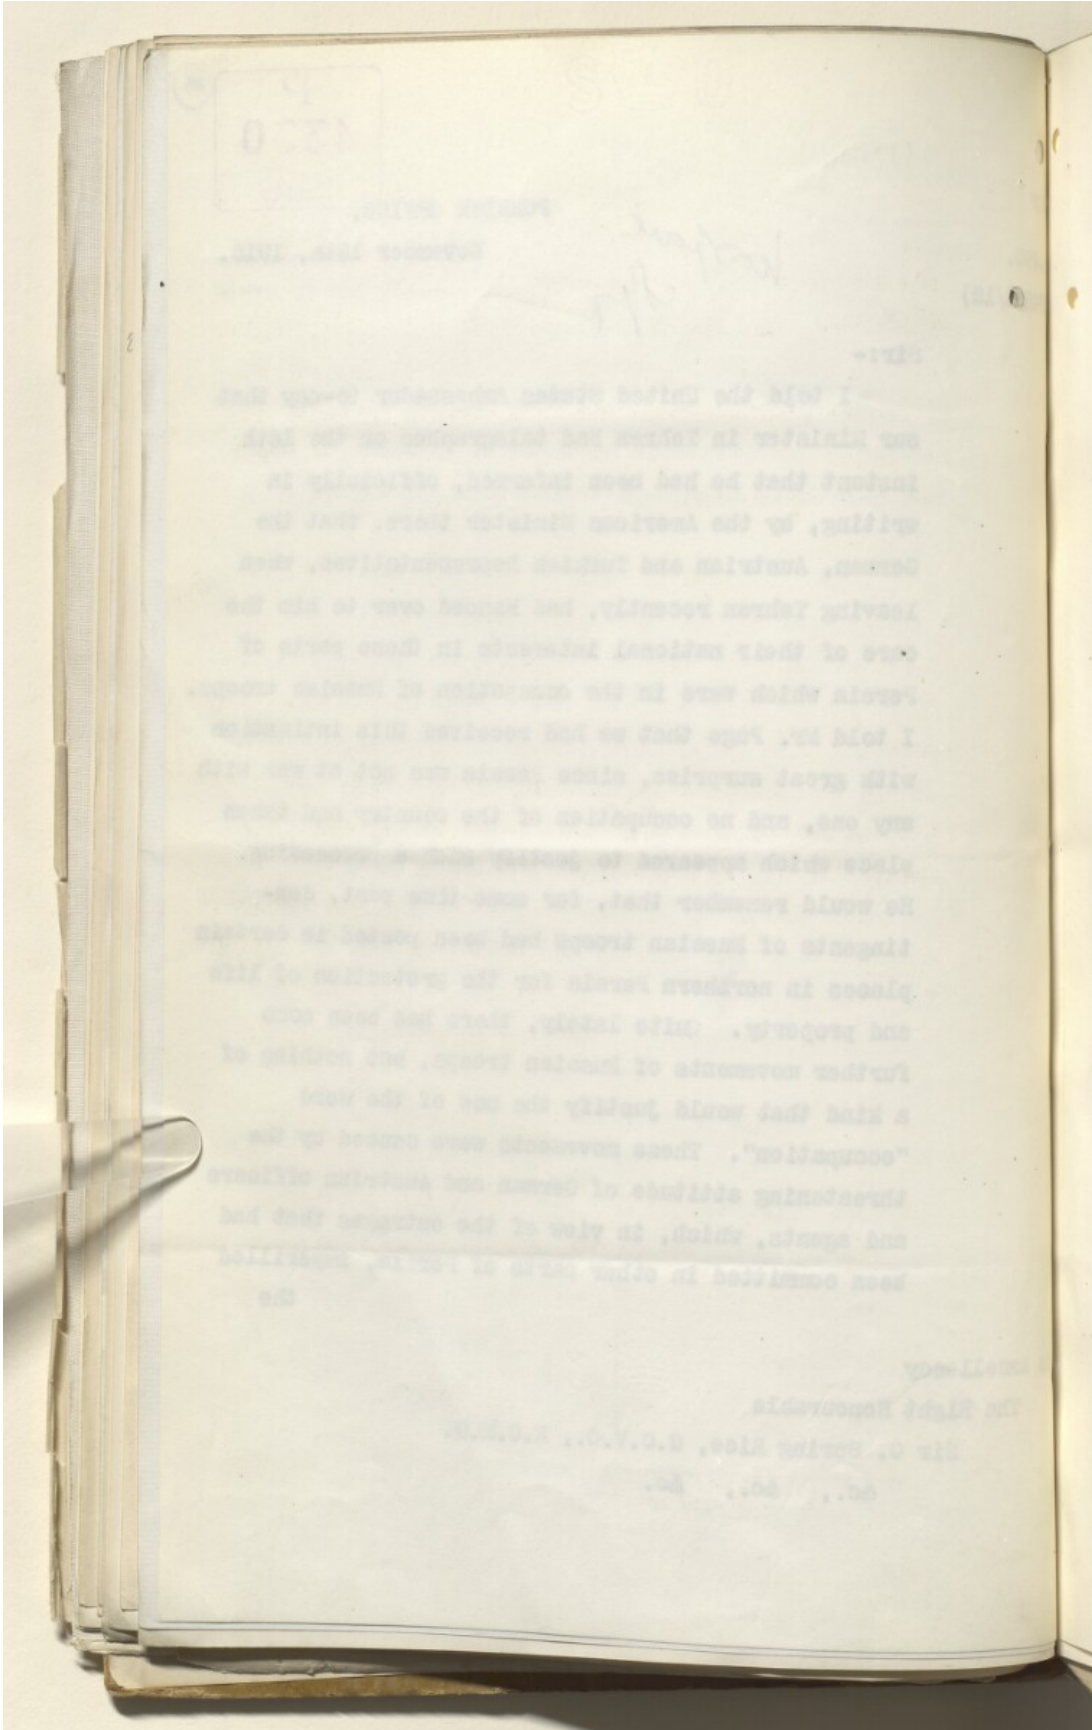 FOREIGN OFFICE,
November 18th, 1915.
Sir:-
I told the United States Ambassador to-day that
our Minister in Tehran had telegraphed on the 16th
instant that he had been informed, officially in
writing, by the American Minister there, that the
German, Austrian and Turkish Representatives, when
leaving Tehran recently, had handed over to him the
care of their national interests in those parts of
Persia which were in the occupation of Russian troops.
I told Mr. Page that we had received this intimation
with great surprise, since Persia was not at war with
any one, and no occupation of the country had taken
place which appeared to justify such a proceeding.
He would remember that, for some time past, con-
tingents of Russian troops had been posted in certain
places in northern Persia for the protection of life
and property. Quite lately, there had been some
further movements of Russian troops, but nothing of
a kind that would justify the use of the word
"occupation". These movements were caused by the
threatening attitude of German and Austrian officers
and agents, which, in view of the outrages that had
been committed in other parts of Persia, imperilled
the
Excellency
The Right Honourable
Sir C. Spring Rice, G.C.V.O., K.C.M.G.
&c., &c., &c.